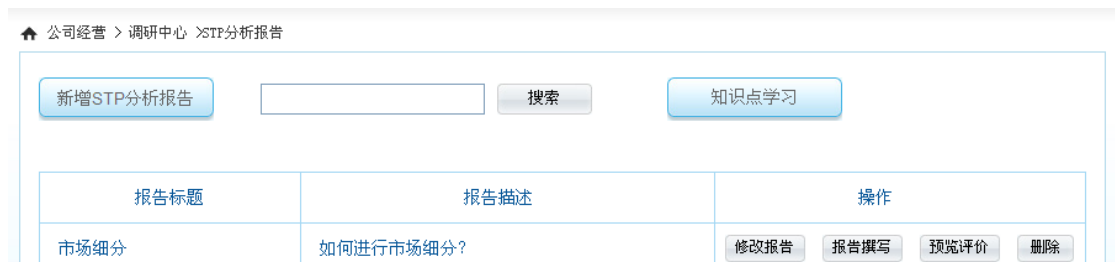 公司经营 > 调研中心 >STP分析报告
新增STP分析报告 搜索 知识点学习
报告标题 报告描述 操作
市场细分 如何进行市场细分? 修改报告 报告撰写 预览评价 删除